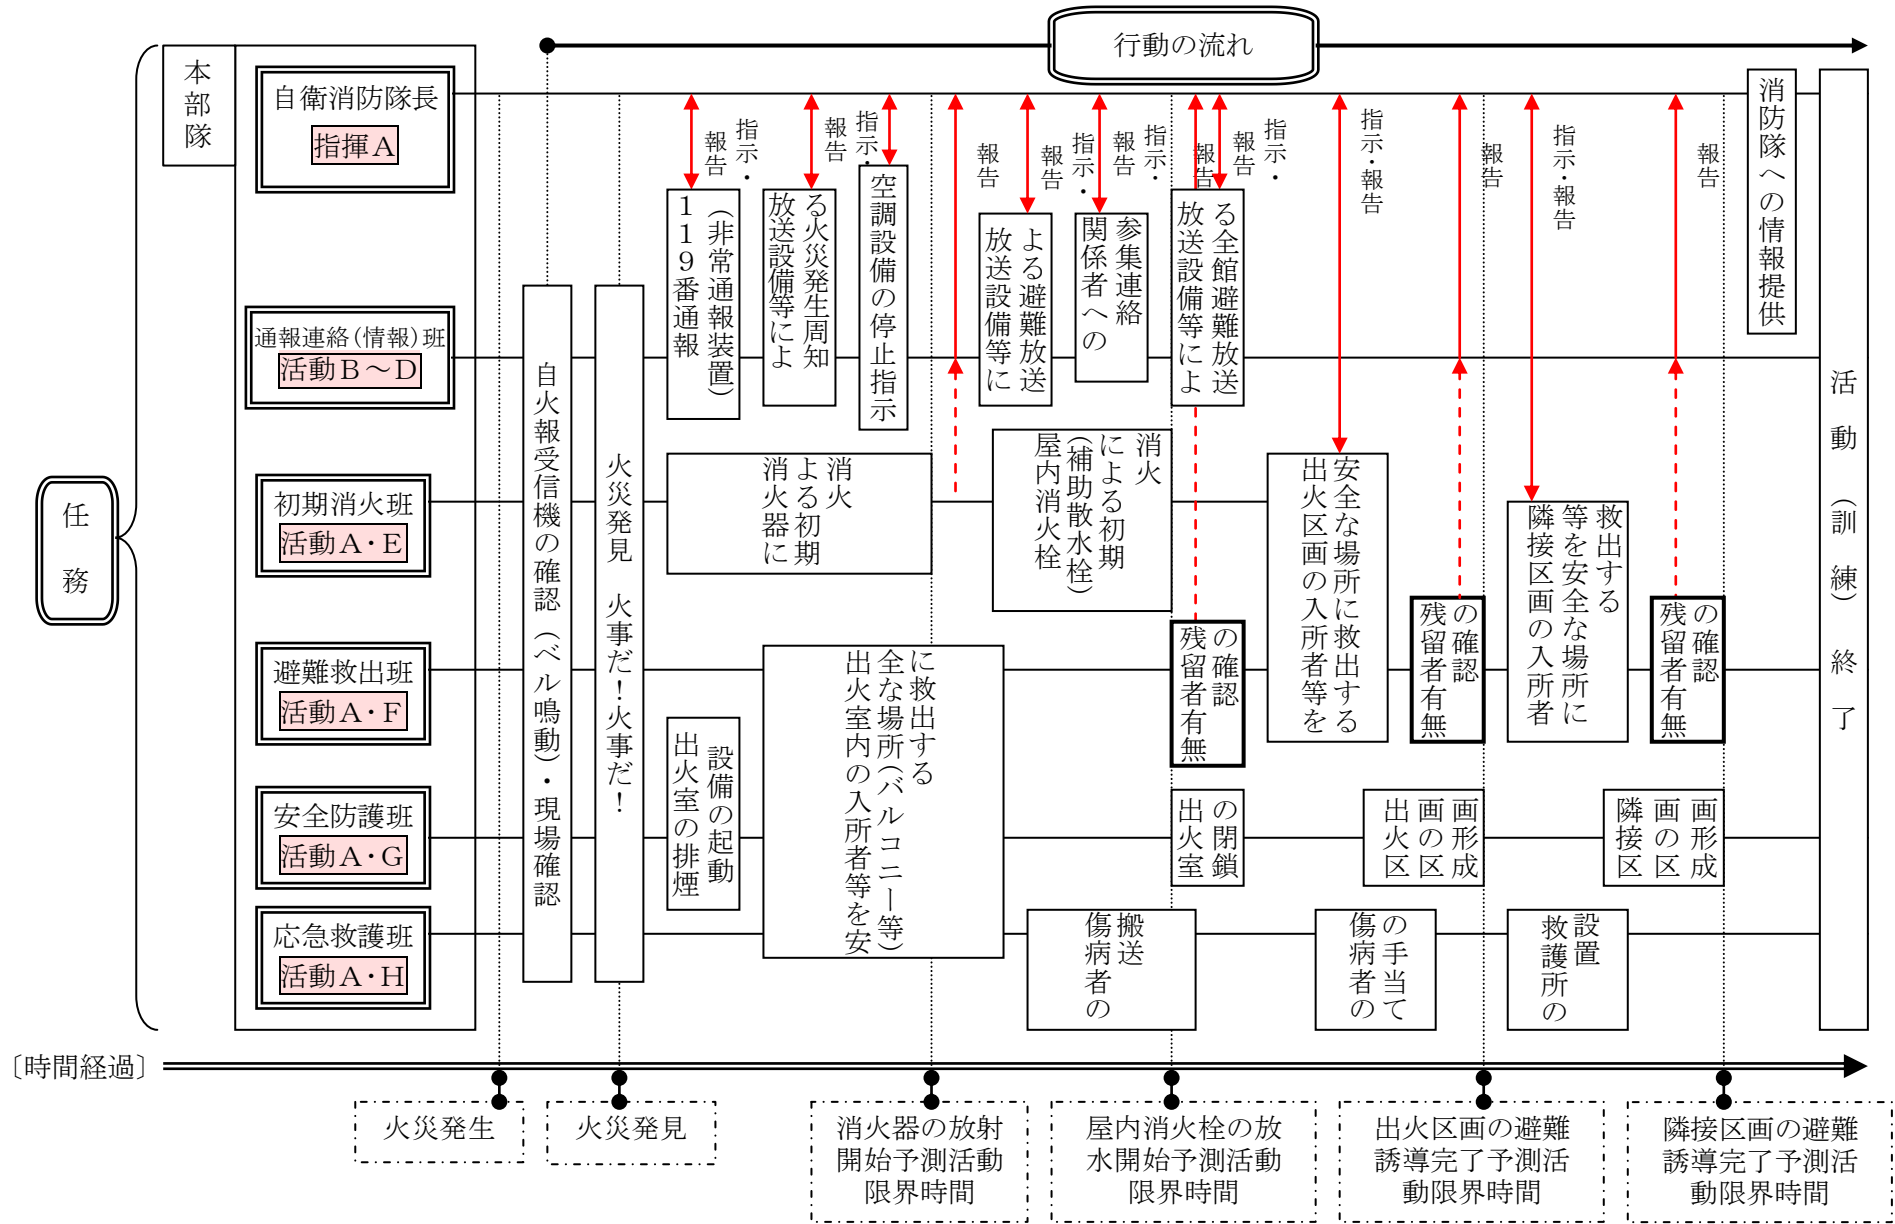 行動の流れ
本部隊
自衛消防隊長
指揮A
通報連絡(情報)班
活動B～D
初期消火班
活動A・E
避難救出班
活動A・F
安全防護班
活動A・G
応急救護班
活動A・H
任務
自火報受信機の確認（ベル鳴動）・現場確認
火災発見　火事だ！火事だ！
指示・
報告
119番通報
（非常通報装置）
指示・
報告
放送設備等によ
る火災発生周知
空調設備の停止指示
報告
指示・
報告
放送設備等に
よる避難放送
指示・
報告
関係者への
参集連絡
報告
指示・
報告
放送設備等によ
る全館避難放送
指示・報告
報告
指示・報告
報告
消防隊への情報提供
消火器に
よる初期
消火
屋内消火栓
(補助散水栓)
による初期
消火
出火区画の入所者等を
安全な場所に救出する
隣接区画の入所者
等を安全な場所に
救出する
出火室の排煙
設備の起動
出火室内の入所者等を安
全な場所(バルコニー等)
に救出する
残留者有無
の確認
残留者有無
の確認
残留者有無
の確認
出火室
の閉鎖
出火区
画の区
画形成
隣接区
画の区
画形成
傷病者の
搬送
傷病者の
の手当て
救護所の
設置
活動（訓練）終了
〔時間経過〕
火災発生
火災発見
消火器の放射
開始予測活動
限界時間
屋内消火栓の放
水開始予測活動
限界時間
出火区画の避難
誘導完了予測活
動限界時間
隣接区画の避難
誘導完了予測活
動限界時間